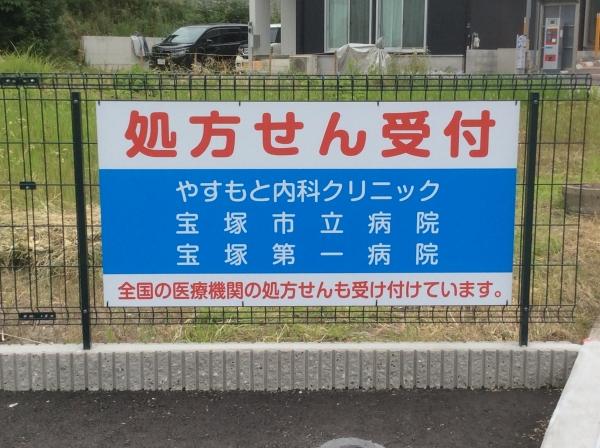 処方せん受付
やすもと内科クリニック
宝塚市立病院
宝塚第一病院
全国の医療機関の処方せんも受け付けています。